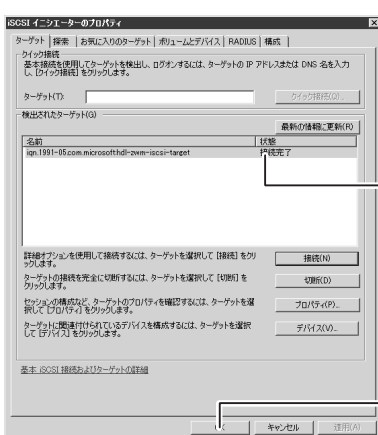 iSCSI イニシエーターのプロパティ
ターゲット 探索 お気に入りのターゲット ボリュームとデバイス RADIUS 構成
クイック接続
基本接続を使用してターゲットを検出し、ログオンするには、ターゲットの IP アドレスまたは DNS 名を入力
し、[クイック接続] をクリックします。
ターゲット(T):
クイック接続(Q)...
検出されたターゲット(G)
最新の情報に更新(R)
名前 状態
iqn.1991-05.com.microsofthdl-zwm-iscsi-target 接続完了
詳細オプションを使用して接続するには、ターゲットを選択して [接続] をクリ
ックします。
接続(N)
ターゲットの接続を完全に切断するには、ターゲットを選択して [切断] を
クリックします。
切断(D)
セッションの構成など、ターゲットのプロパティを確認するには、ターゲットを選
択して [プロパティ] をクリックします。
プロパティ(P)...
ターゲットに関連付けられているデバイスを構成するには、ターゲットを選択
して [デバイス] をクリックします。
デバイス(V)...
基本 iSCSI 接続およびターゲットの詳細
OK キャンセル 適用(A)